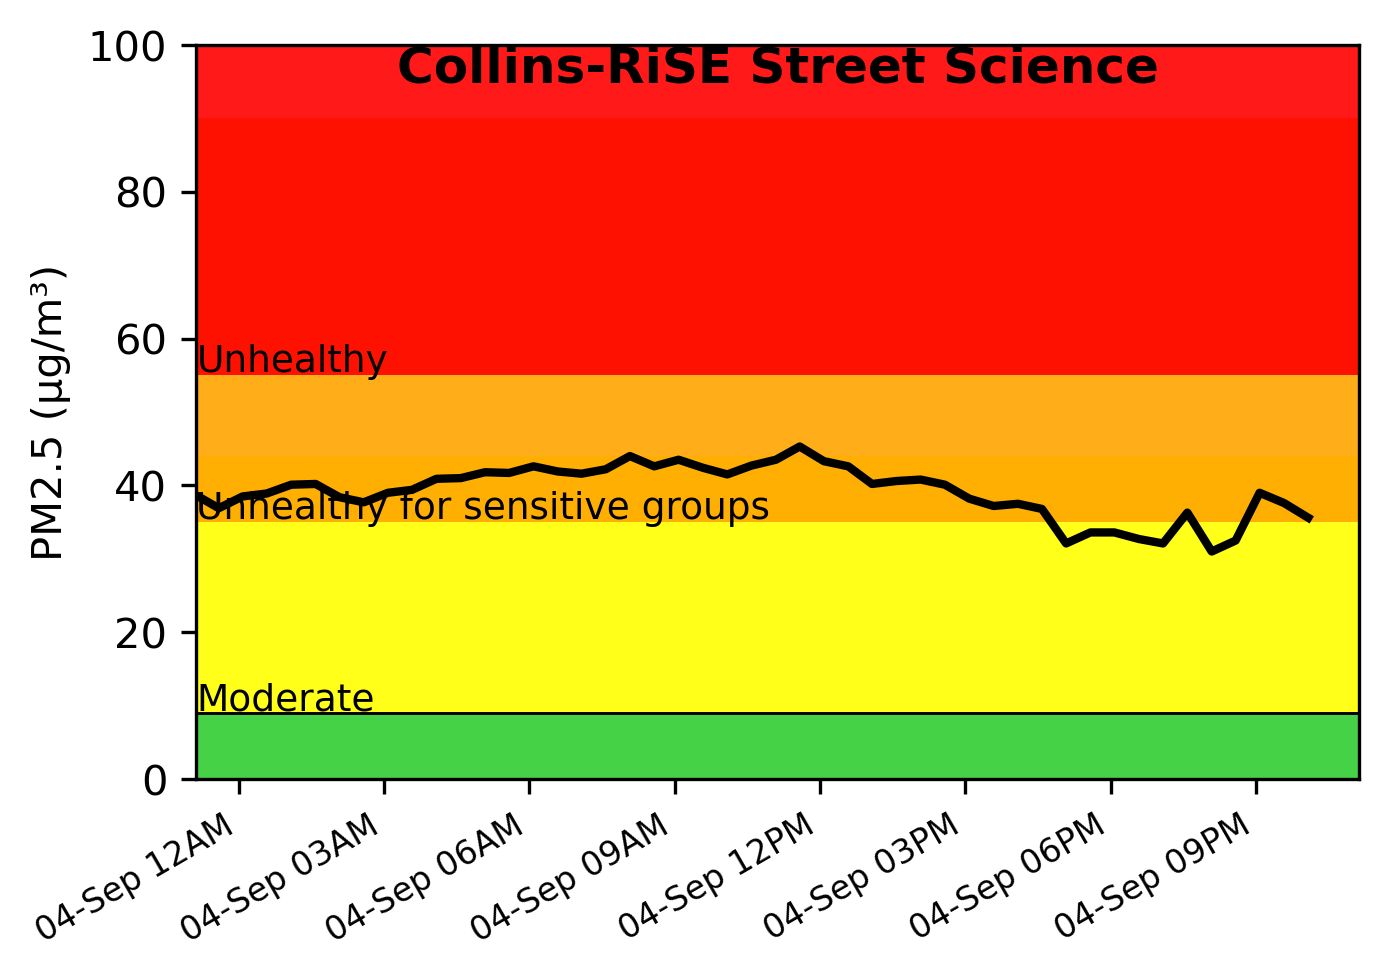 Collins-RiSE Street Science
100
80
60
40
20
0
PM2.5 (µg/m³)
Unhealthy
Unhealthy for sensitive groups
Moderate
04-Sep 12AM
04-Sep 03AM
04-Sep 06AM
04-Sep 09AM
04-Sep 12PM
04-Sep 03PM
04-Sep 06PM
04-Sep 09PM